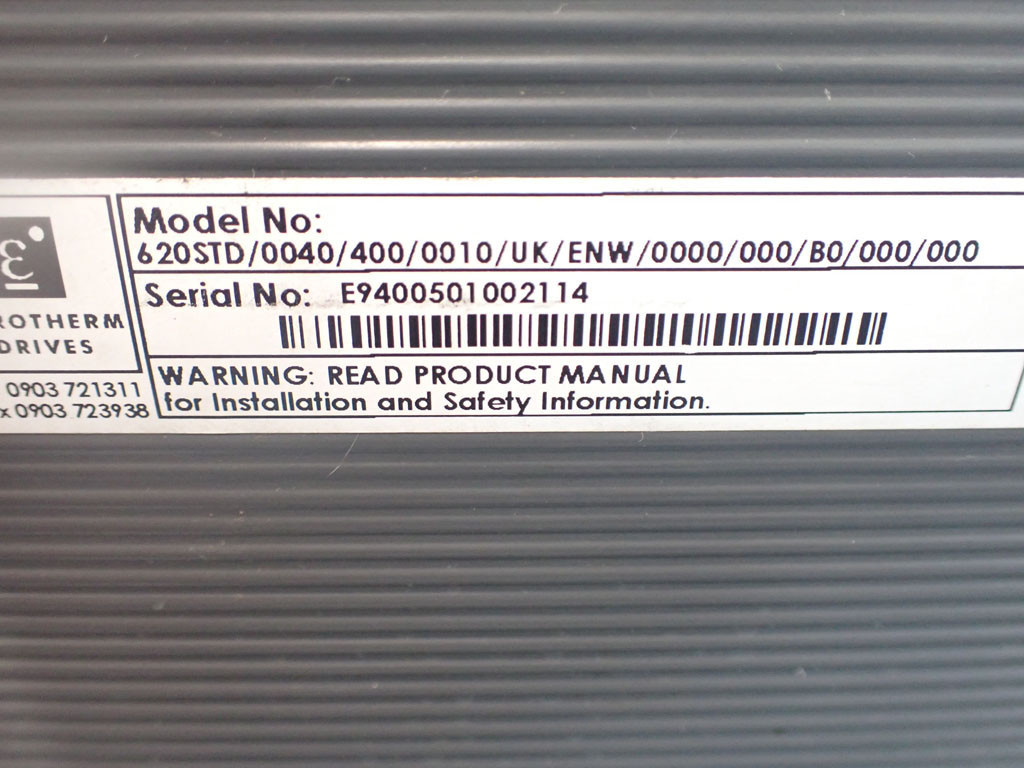 Model No:
620STD/0040/400/0010/UK/ENW/0000/000/B0/000/000
Serial No: E9400501002114
ROTHERM
DRIVES
0903 721311
x 0903 723938
WARNING: READ PRODUCT MANUAL
for Installation and Safety Information.